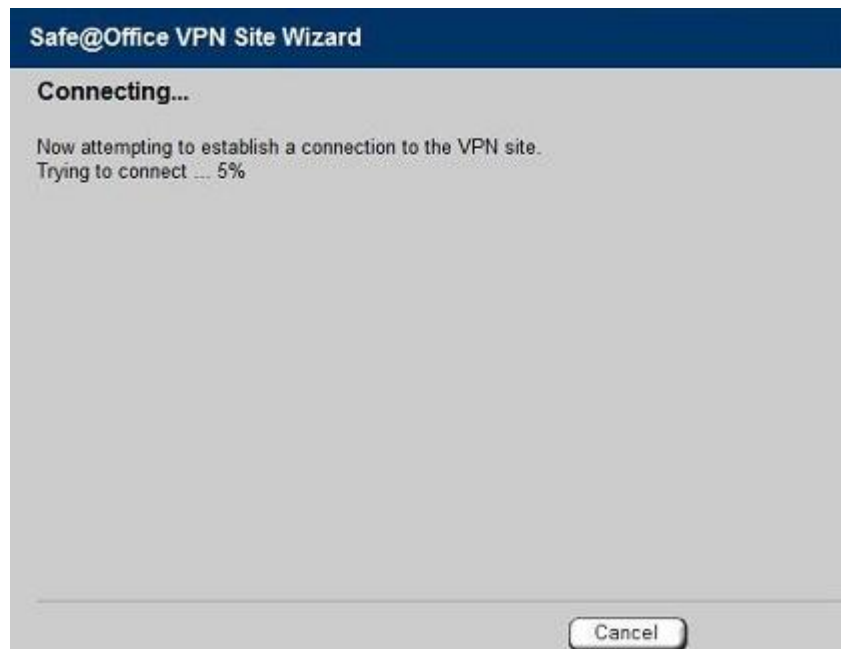 Safe@Office VPN Site Wizard
Connecting...
Now attempting to establish a connection to the VPN site.
Trying to connect ... 5%
Cancel